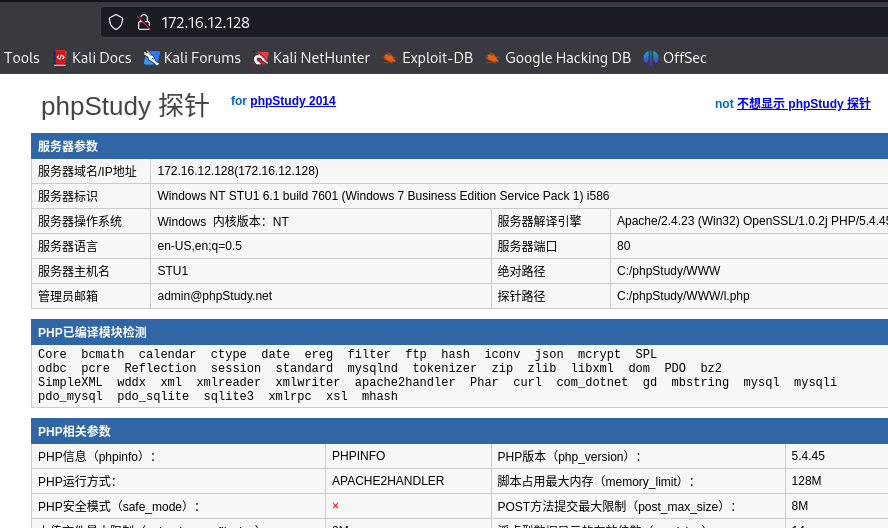 172.16.12.128
Tools Kali Docs Kali Forums Kali NetHunter Exploit-DB Google Hacking DB OffSec
phpStudy 探针 for phpStudy 2014 not 不想显示 phpStudy 探针
服务器参数
服务器域名/IP地址 172.16.12.128(172.16.12.128)
服务器标识 Windows NT STU1 6.1 build 7601 (Windows 7 Business Edition Service Pack 1) i586
服务器操作系统 Windows 内核版本：NT 服务器解译引擎 Apache/2.4.23 (Win32) OpenSSL/1.0.2j PHP/5.4.45
服务器语言 en-US,en;q=0.5 服务器端口 80
服务器主机名 STU1 绝对路径 C:/phpStudy/WWW
管理员邮箱 admin@phpStudy.net 探针路径 C:/phpStudy/WWW/l.php
PHP已编译模块检测
Core bcmath calendar ctype date ereg filter ftp hash iconv json mcrypt SPL
odbc pcre Reflection session standard mysqlnd tokenizer zip zlib libxml dom PDO bz2
SimpleXML wddx xml xmlreader xmlwriter apache2handler Phar curl com_dotnet gd mbstring mysql mysqli
pdo_mysql pdo_sqlite sqlite3 xmlrpc xsl mhash
PHP相关参数
PHP信息（phpinfo）： PHPINFO PHP版本（php_version）： 5.4.45
PHP运行方式： APACHE2HANDLER 脚本占用最大内存（memory_limit）： 128M
PHP安全模式（safe_mode）： × POST方法提交最大限制（post_max_size）： 8M